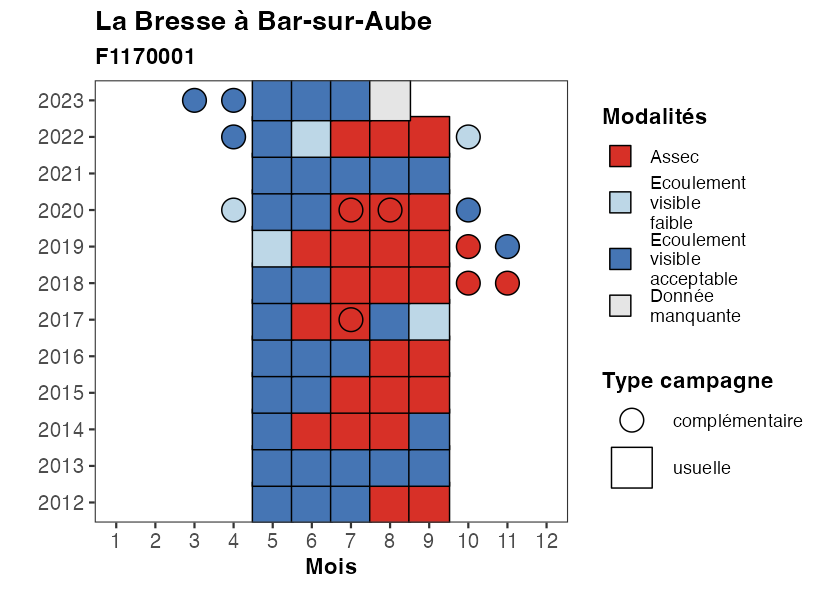 La Bresse à Bar-sur-Aube
F1170001
2023
2022
2021
2020
2019
2018
2017
2016
2015
2014
2013
2012
1 2 3 4 5 6 7 8 9 10 11 12
Mois
Modalités
Assec
Ecoulement
visible
faible
Ecoulement
visible
acceptable
Donnée
manquante
Type campagne
complémentaire
usuelle